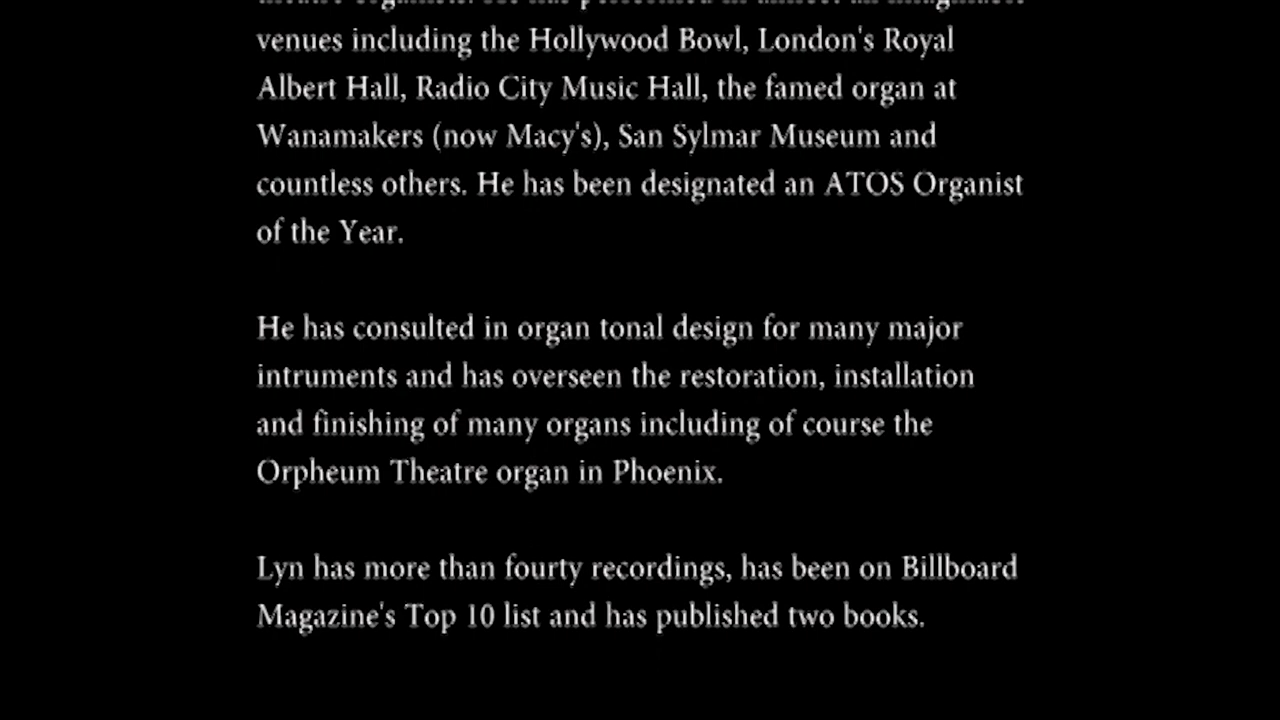 venues including the Hollywood Bowl, London's Royal
Albert Hall, Radio City Music Hall, the famed organ at
Wanamakers (now Macy's), San Sylmar Museum and
countless others. He has been designated an ATOS Organist
of the Year.
He has consulted in organ tonal design for many major
intruments and has overseen the restoration, installation
and finishing of many organs including of course the
Orpheum Theatre organ in Phoenix.
Lyn has more than fourty recordings, has been on Billboard
Magazine's Top 10 list and has published two books.